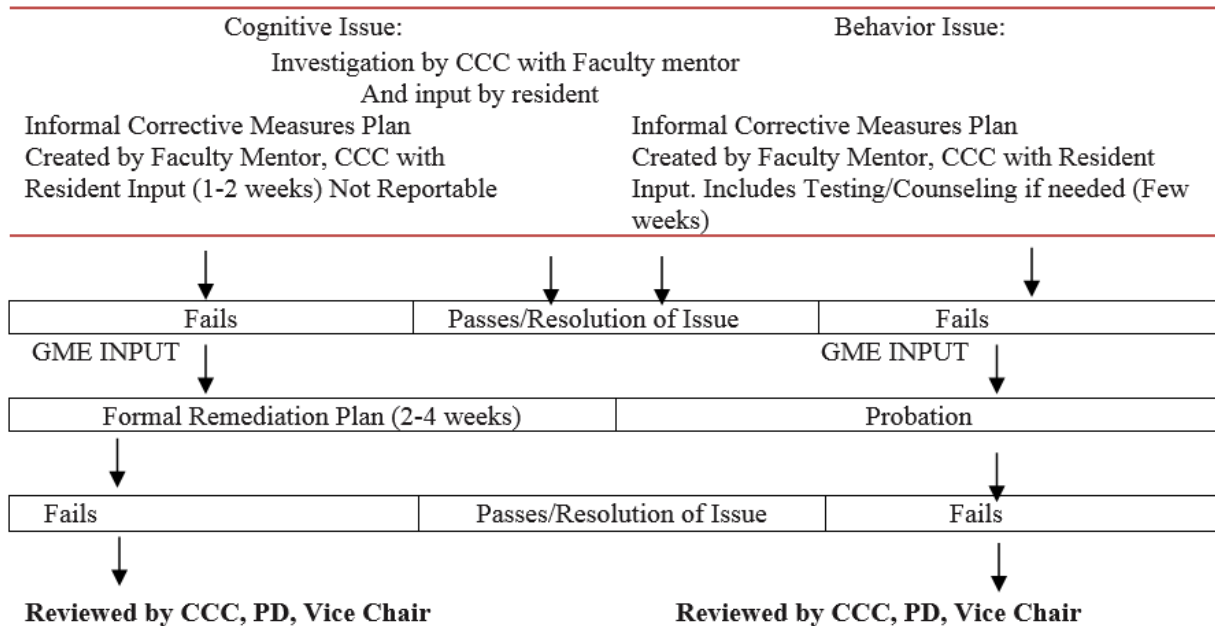 Cognitive Issue: Behavior Issue:
Investigation by CCC with Faculty mentor
And input by resident
Informal Corrective Measures Plan
Created by Faculty Mentor, CCC with
Resident Input (1-2 weeks) Not Reportable
Informal Corrective Measures Plan
Created by Faculty Mentor, CCC with Resident
Input. Includes Testing/Counseling if needed (Few
weeks)
Fails Passes/Resolution of Issue Fails
GME INPUT GME INPUT
Formal Remediation Plan (2-4 weeks) Probation
Fails Passes/Resolution of Issue Fails
Reviewed by CCC, PD, Vice Chair Reviewed by CCC, PD, Vice Chair